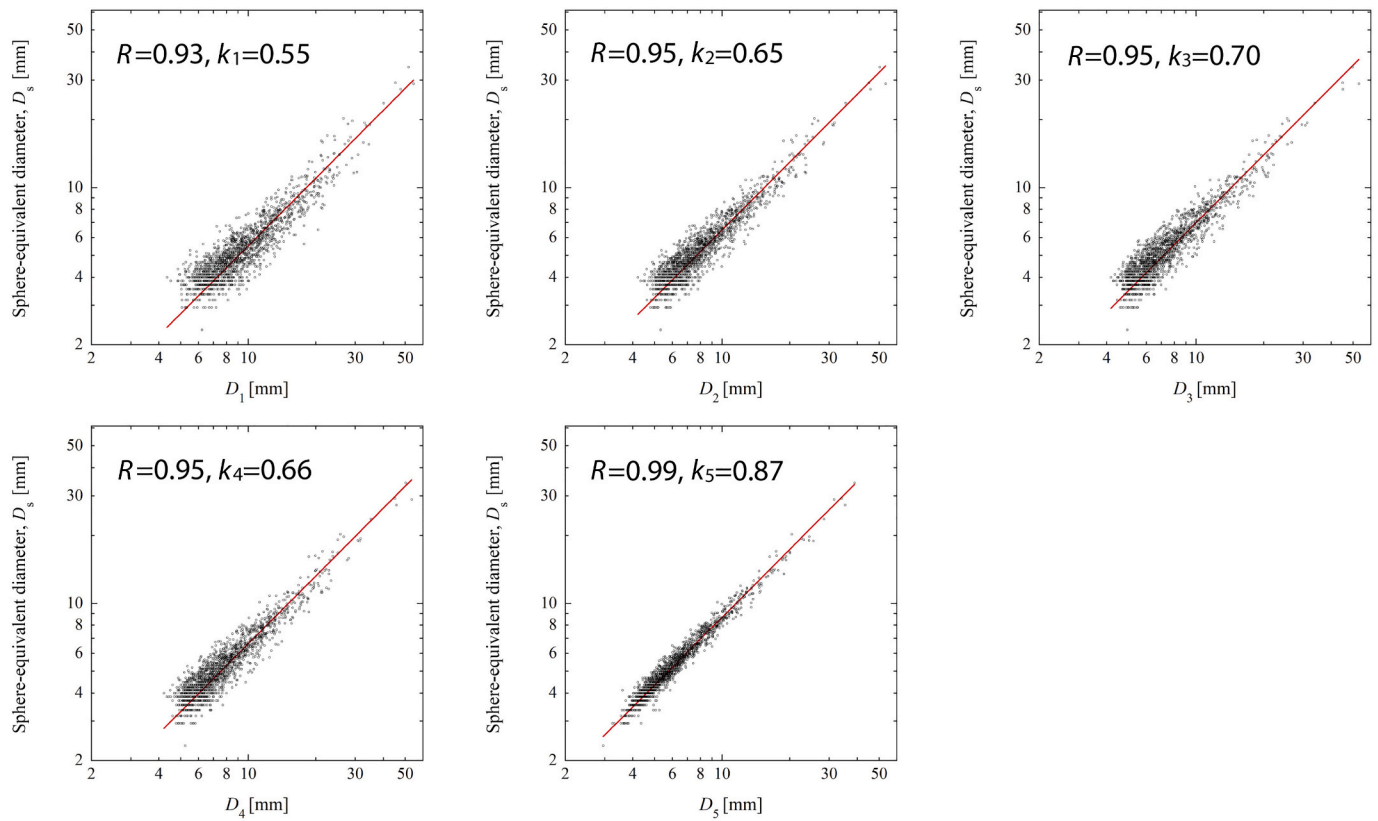 R=0.93, k1=0.55
Sphere-equivalent diameter, Ds [mm]
50
30
10
8
6
4
2
2 4 6 8 10 30 50
D1 [mm]
R=0.95, k2=0.65
Sphere-equivalent diameter, Ds [mm]
50
30
10
8
6
4
2
2 4 6 8 10 30 50
D2 [mm]
R=0.95, k3=0.70
Sphere-equivalent diameter, Ds [mm]
50
30
10
8
6
4
2
2 4 6 8 10 30 50
D3 [mm]
R=0.95, k4=0.66
Sphere-equivalent diameter, Ds [mm]
50
30
10
8
6
4
2
2 4 6 8 10 30 50
D4 [mm]
R=0.99, k5=0.87
Sphere-equivalent diameter, Ds [mm]
50
30
10
8
6
4
2
2 4 6 8 10 30 50
D5 [mm]